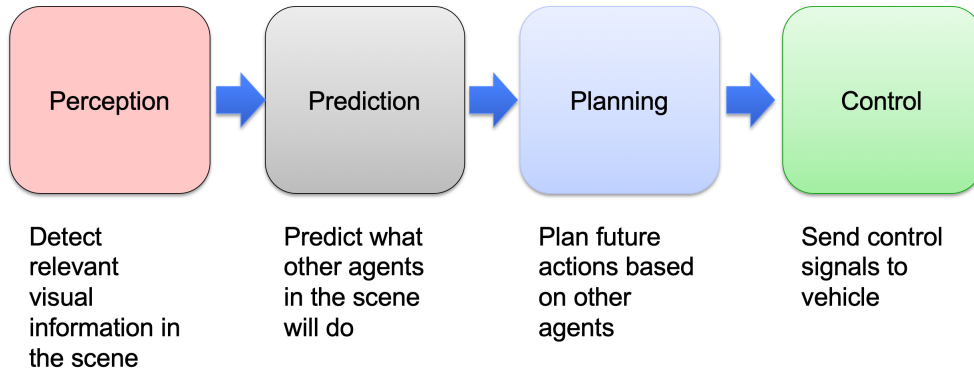 Perception
Prediction
Planning
Control
Detect
relevant
visual
information in
the scene
Predict what
other agents
in the scene
will do
Plan future
actions based
on other
agents
Send control
signals to
vehicle